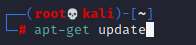 ┌──(root💀kali)-[~]
└─# apt-get update